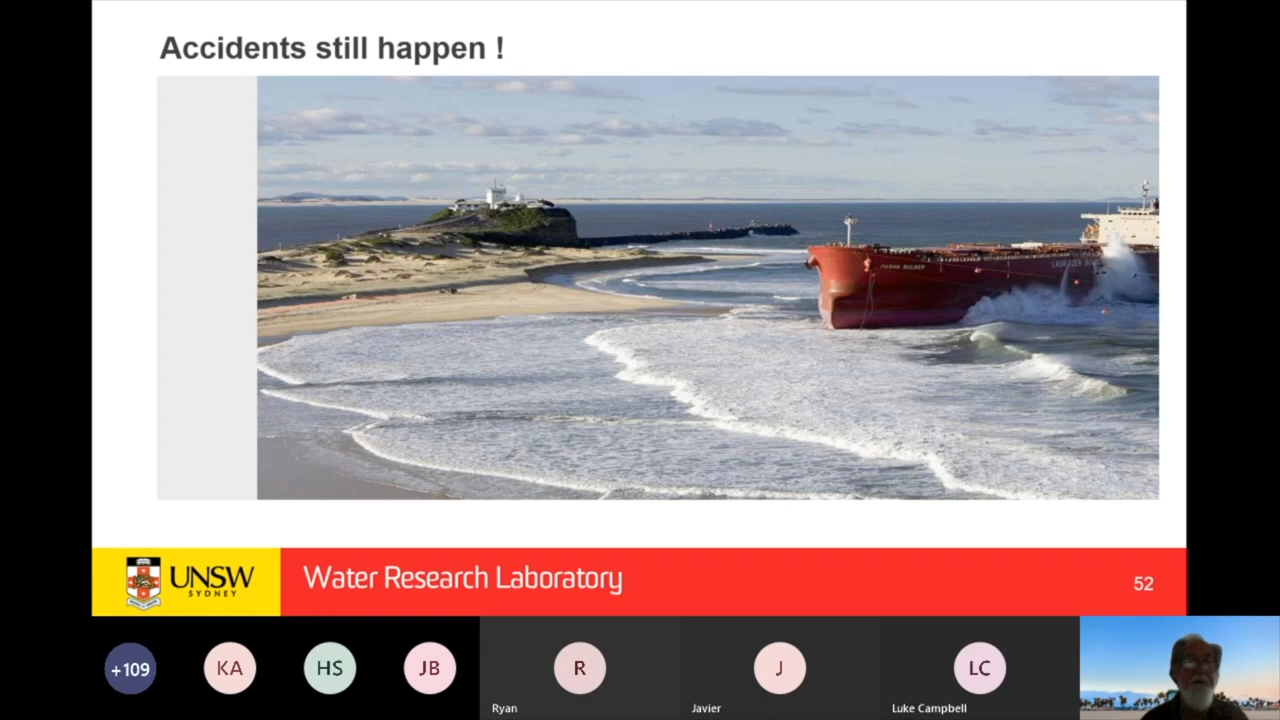 Accidents still happen !
PASHA BULKER
UNSW
SYDNEY
Water Research Laboratory
52
+109
KA
HS
JB
R
J
LC
Ryan
Javier
Luke Campbell